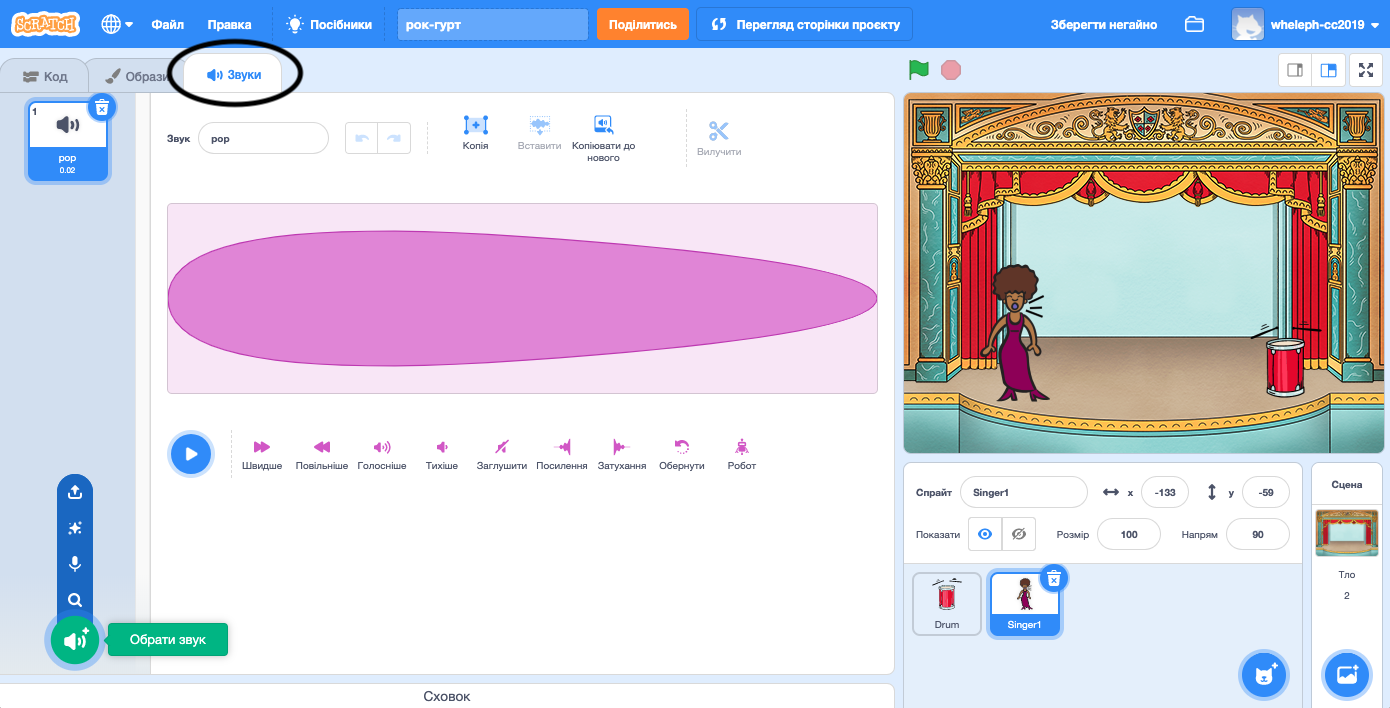 SCRATCH
Файл
Правка
Посібники
рок-гурт
Поділитись
Перегляд сторінки проєкту
Зберегти негайно
wheleph-cc2019
Код
Образи
Звуки
1
pop
0.02
Звук
pop
Копія
Вставити
Копіювати до
нового
Вилучити
Швидше
Повільніше
Голосніше
Тихіше
Заглушити
Посилення
Затухання
Обернути
Робот
Обрати звук
Сховок
Спрайт
Singer1
x
-133
y
-59
Показати
Розмір
100
Напрям
90
Drum
Singer1
Сцена
Тло
2